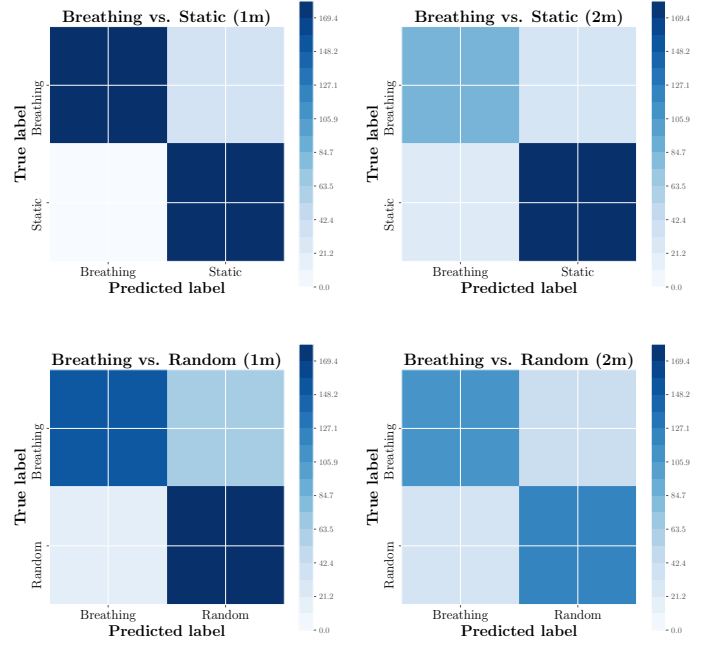 Breathing vs. Static (1m)
True label
Breathing
Static
Breathing Static
Predicted label
169.4
148.2
127.1
105.9
84.7
63.5
42.4
21.2
0.0
Breathing vs. Static (2m)
True label
Breathing
Static
Breathing Static
Predicted label
169.4
148.2
127.1
105.9
84.7
63.5
42.4
21.2
0.0
Breathing vs. Random (1m)
True label
Breathing
Random
Breathing Random
Predicted label
169.4
148.2
127.1
105.9
84.7
63.5
42.4
21.2
0.0
Breathing vs. Random (2m)
True label
Breathing
Random
Breathing Random
Predicted label
169.4
148.2
127.1
105.9
84.7
63.5
42.4
21.2
0.0